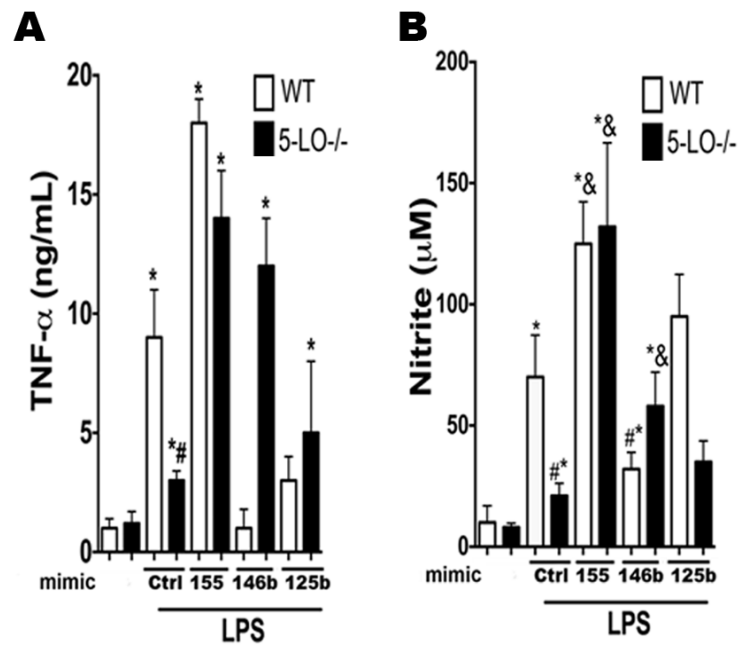 A
B
TNF-α (ng/mL)
20
15
10
5
0
WT
5-LO-/-
*
*#
*
*
*
*
mimic
Ctrl 155 146b 125b
LPS
Nitrite (μM)
200
150
100
50
0
WT
5-LO-/-
*
#*
*&
*&
#*
*&
mimic
Ctrl 155 146b 125b
LPS